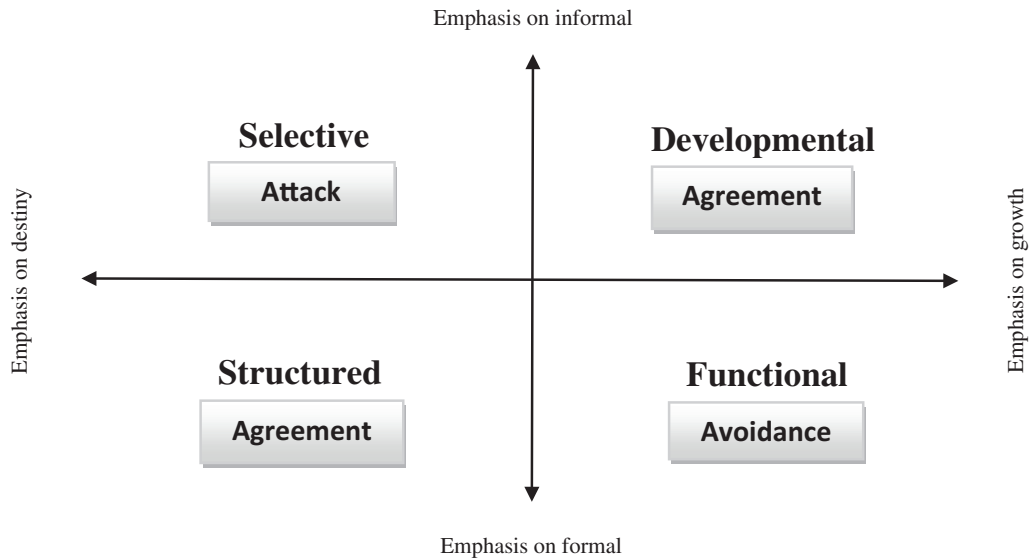 Emphasis on informal
Selective
Attack
Developmental
Agreement
Emphasis on destiny
Emphasis on growth
Structured
Agreement
Functional
Avoidance
Emphasis on formal